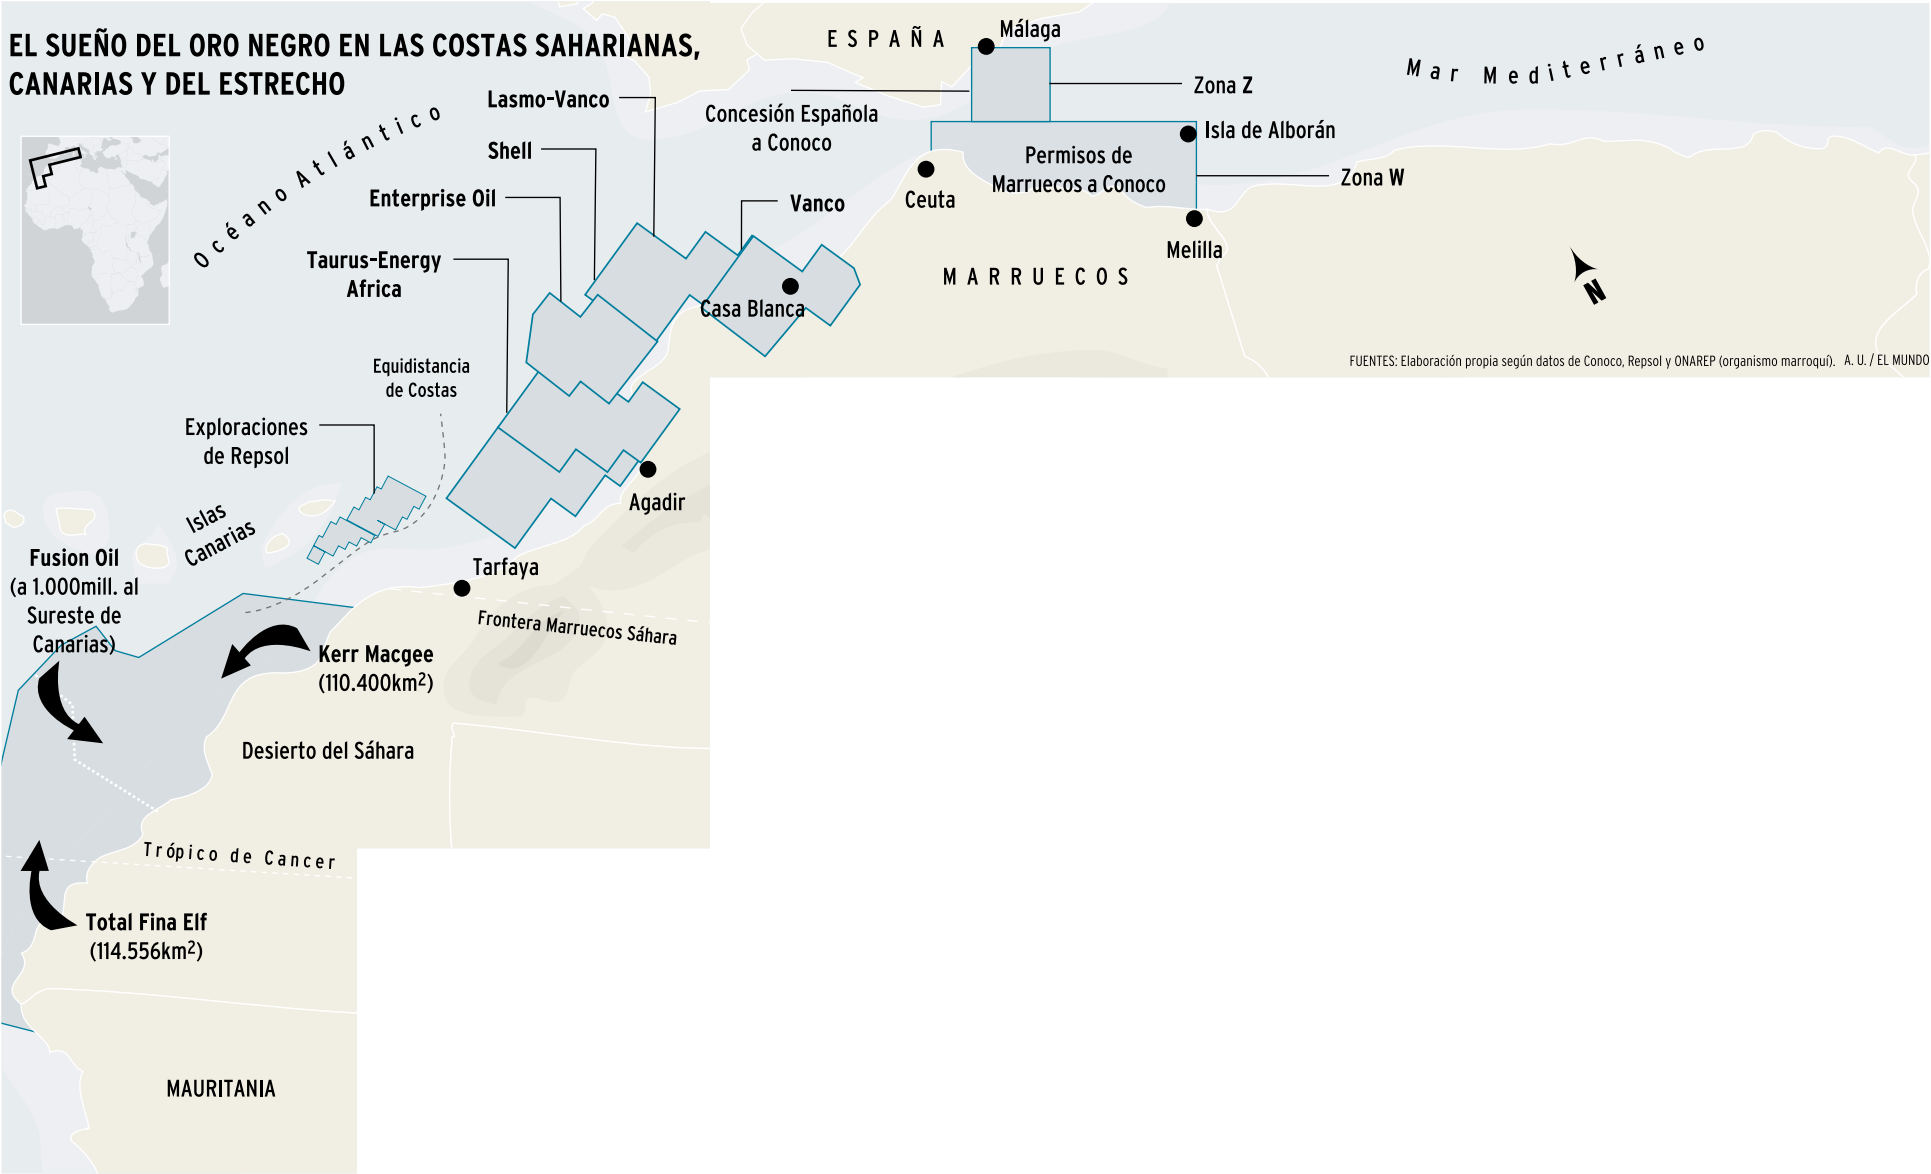 EL SUEÑO DEL ORO NEGRO EN LAS COSTAS SAHARIANAS,
CANARIAS Y DEL ESTRECHO
Océano Atlántico
Lasmo-Vanco
Shell
Enterprise Oil
Taurus-Energy
Africa
Vanco
Casa Blanca
ESPAÑA
Málaga
Concesión Española
a Conoco
Zona Z
Mar Mediterráneo
Isla de Alborán
Permisos de
Marruecos a Conoco
Zona W
Ceuta
Melilla
MARRUECOS
N
FUENTES: Elaboración propia según datos de Conoco, Repsol y ONAREP (organismo marroquí). A. U. / EL MUNDO
Equidistancia
de Costas
Exploraciones
de Repsol
Islas
Canarias
Agadir
Tarfaya
Frontera Marruecos Sáhara
Fusion Oil
(a 1.000mill. al
Sureste de
Canarias)
Kerr Macgee
(110.400km²)
Desierto del Sáhara
Trópico de Cancer
Total Fina Elf
(114.556km²)
MAURITANIA